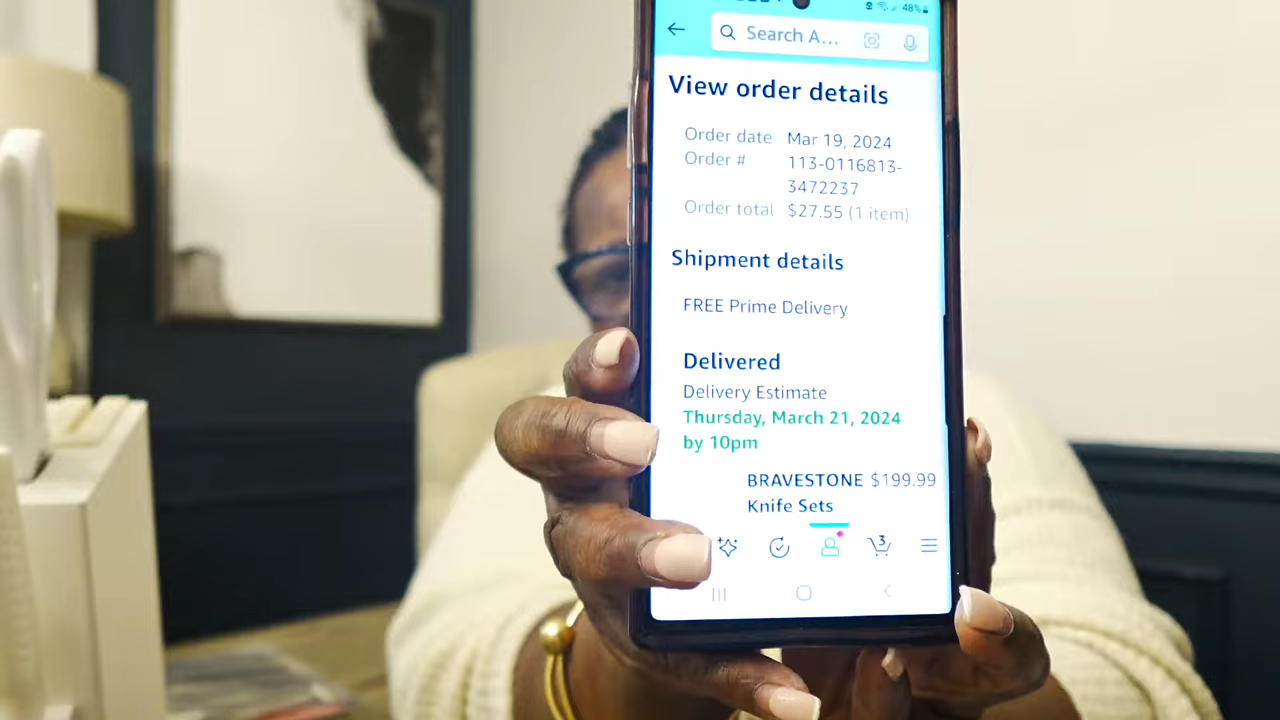 48%
Search A...
View order details
Order date Mar 19, 2024
Order # 113-0116813-
3472237
Order total $27.55 (1 item)
Shipment details
FREE Prime Delivery
Delivered
Delivery Estimate
Thursday, March 21, 2024
by 10pm
BRAVESTONE $199.99
Knife Sets
3